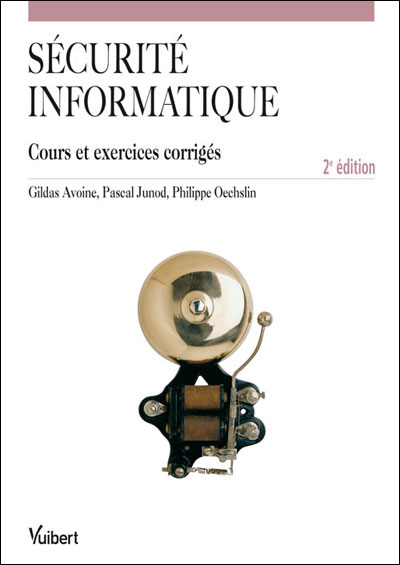 SÉCURITÉ
INFORMATIQUE
Cours et exercices corrigés
2e édition
Gildas Avoine, Pascal Junod, Philippe Oechslin
Vuibert